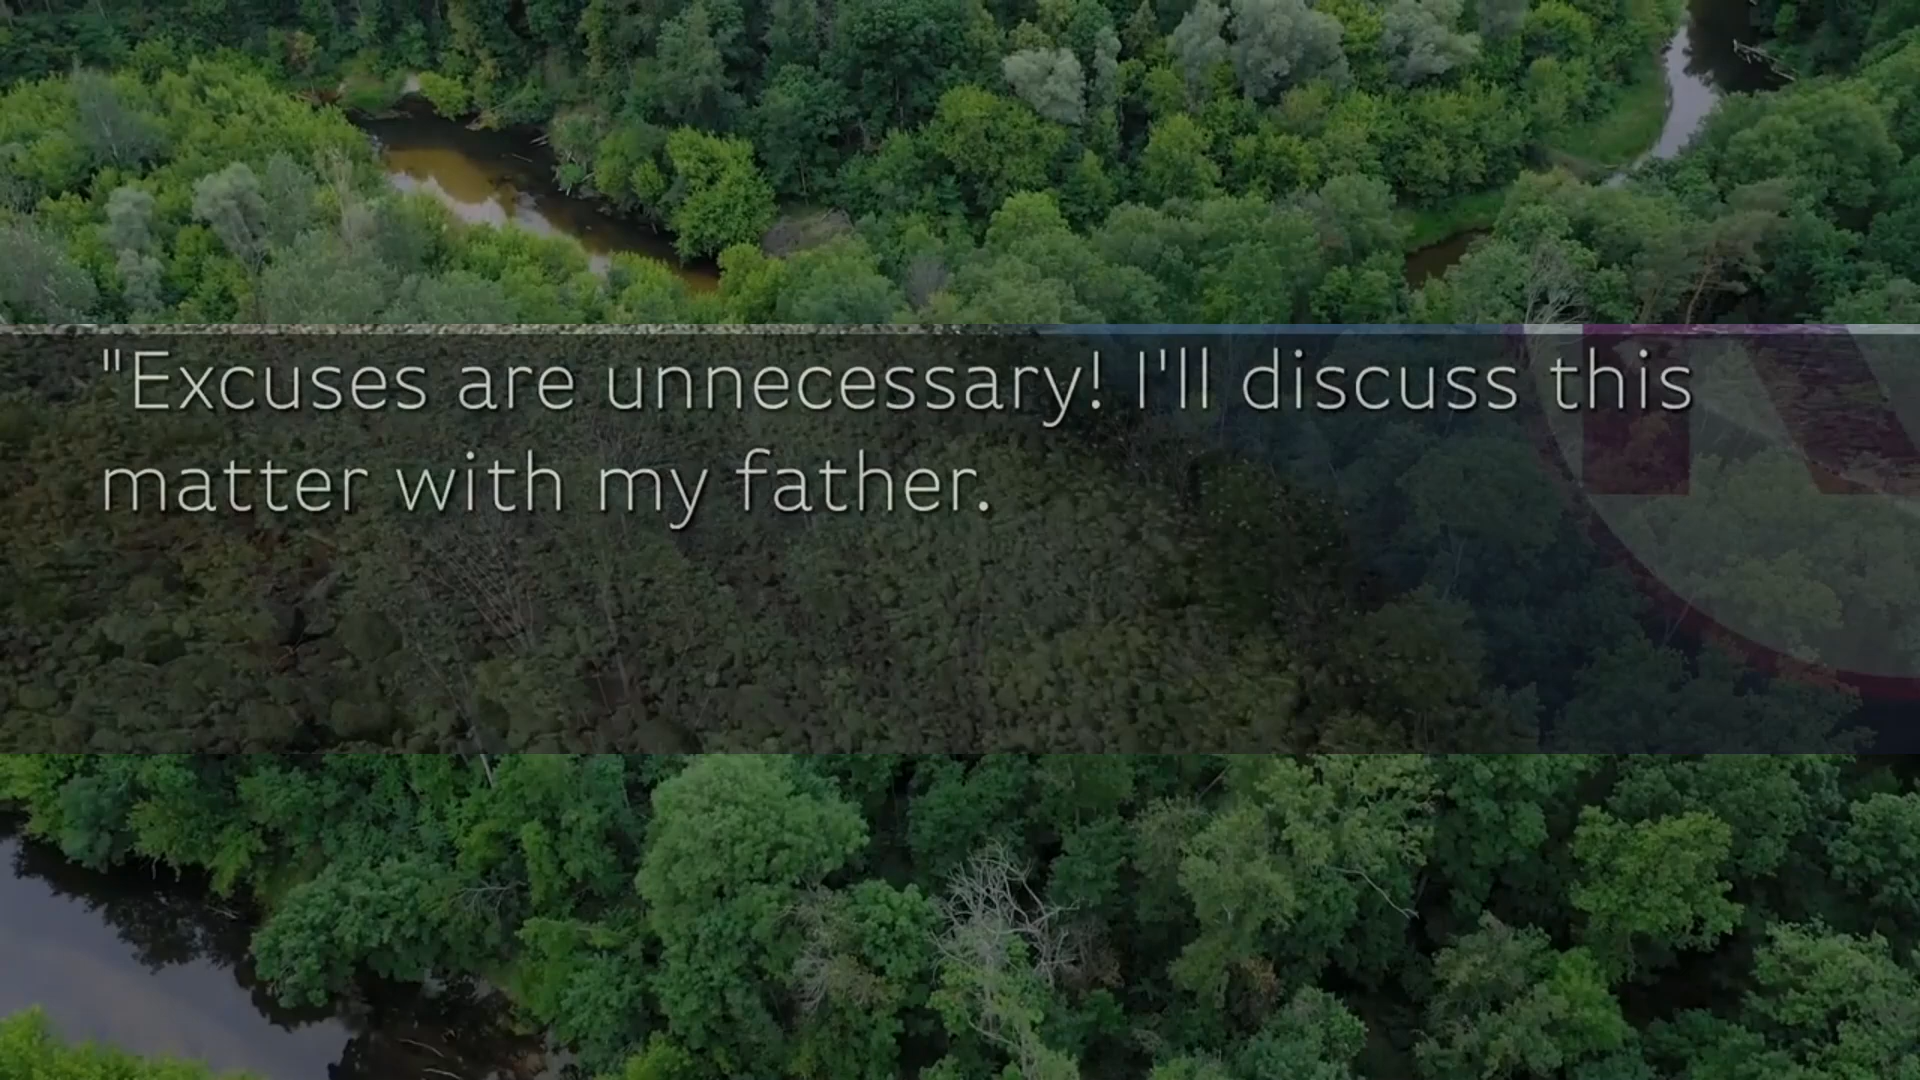 "Excuses are unnecessary! I'll discuss this
matter with my father.